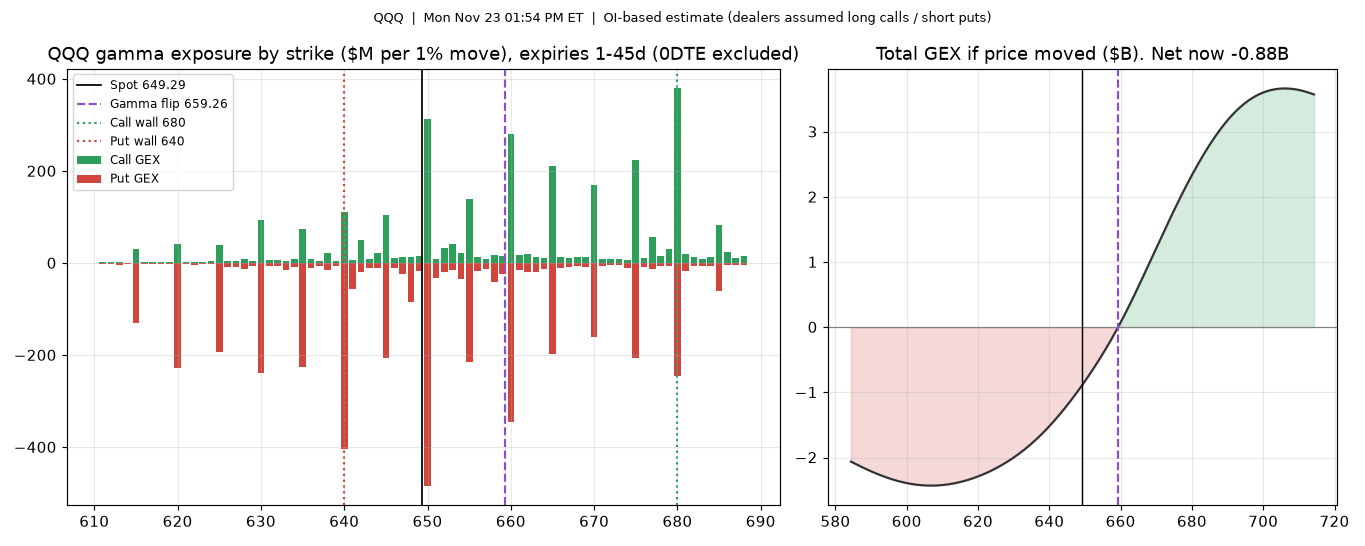 QQQ | Mon Nov 23 01:54 PM ET | OI-based estimate (dealers assumed long calls / short puts)
QQQ gamma exposure by strike ($M per 1% move), expiries 1-45d (0DTE excluded)
Spot 649.29
Gamma flip 659.26
Call wall 680
Put wall 640
Call GEX
Put GEX
400
200
0
−200
−400
610 620 630 640 650 660 670 680 690
Total GEX if price moved ($B). Net now -0.88B
3
2
1
0
−1
−2
580 600 620 640 660 680 700 720